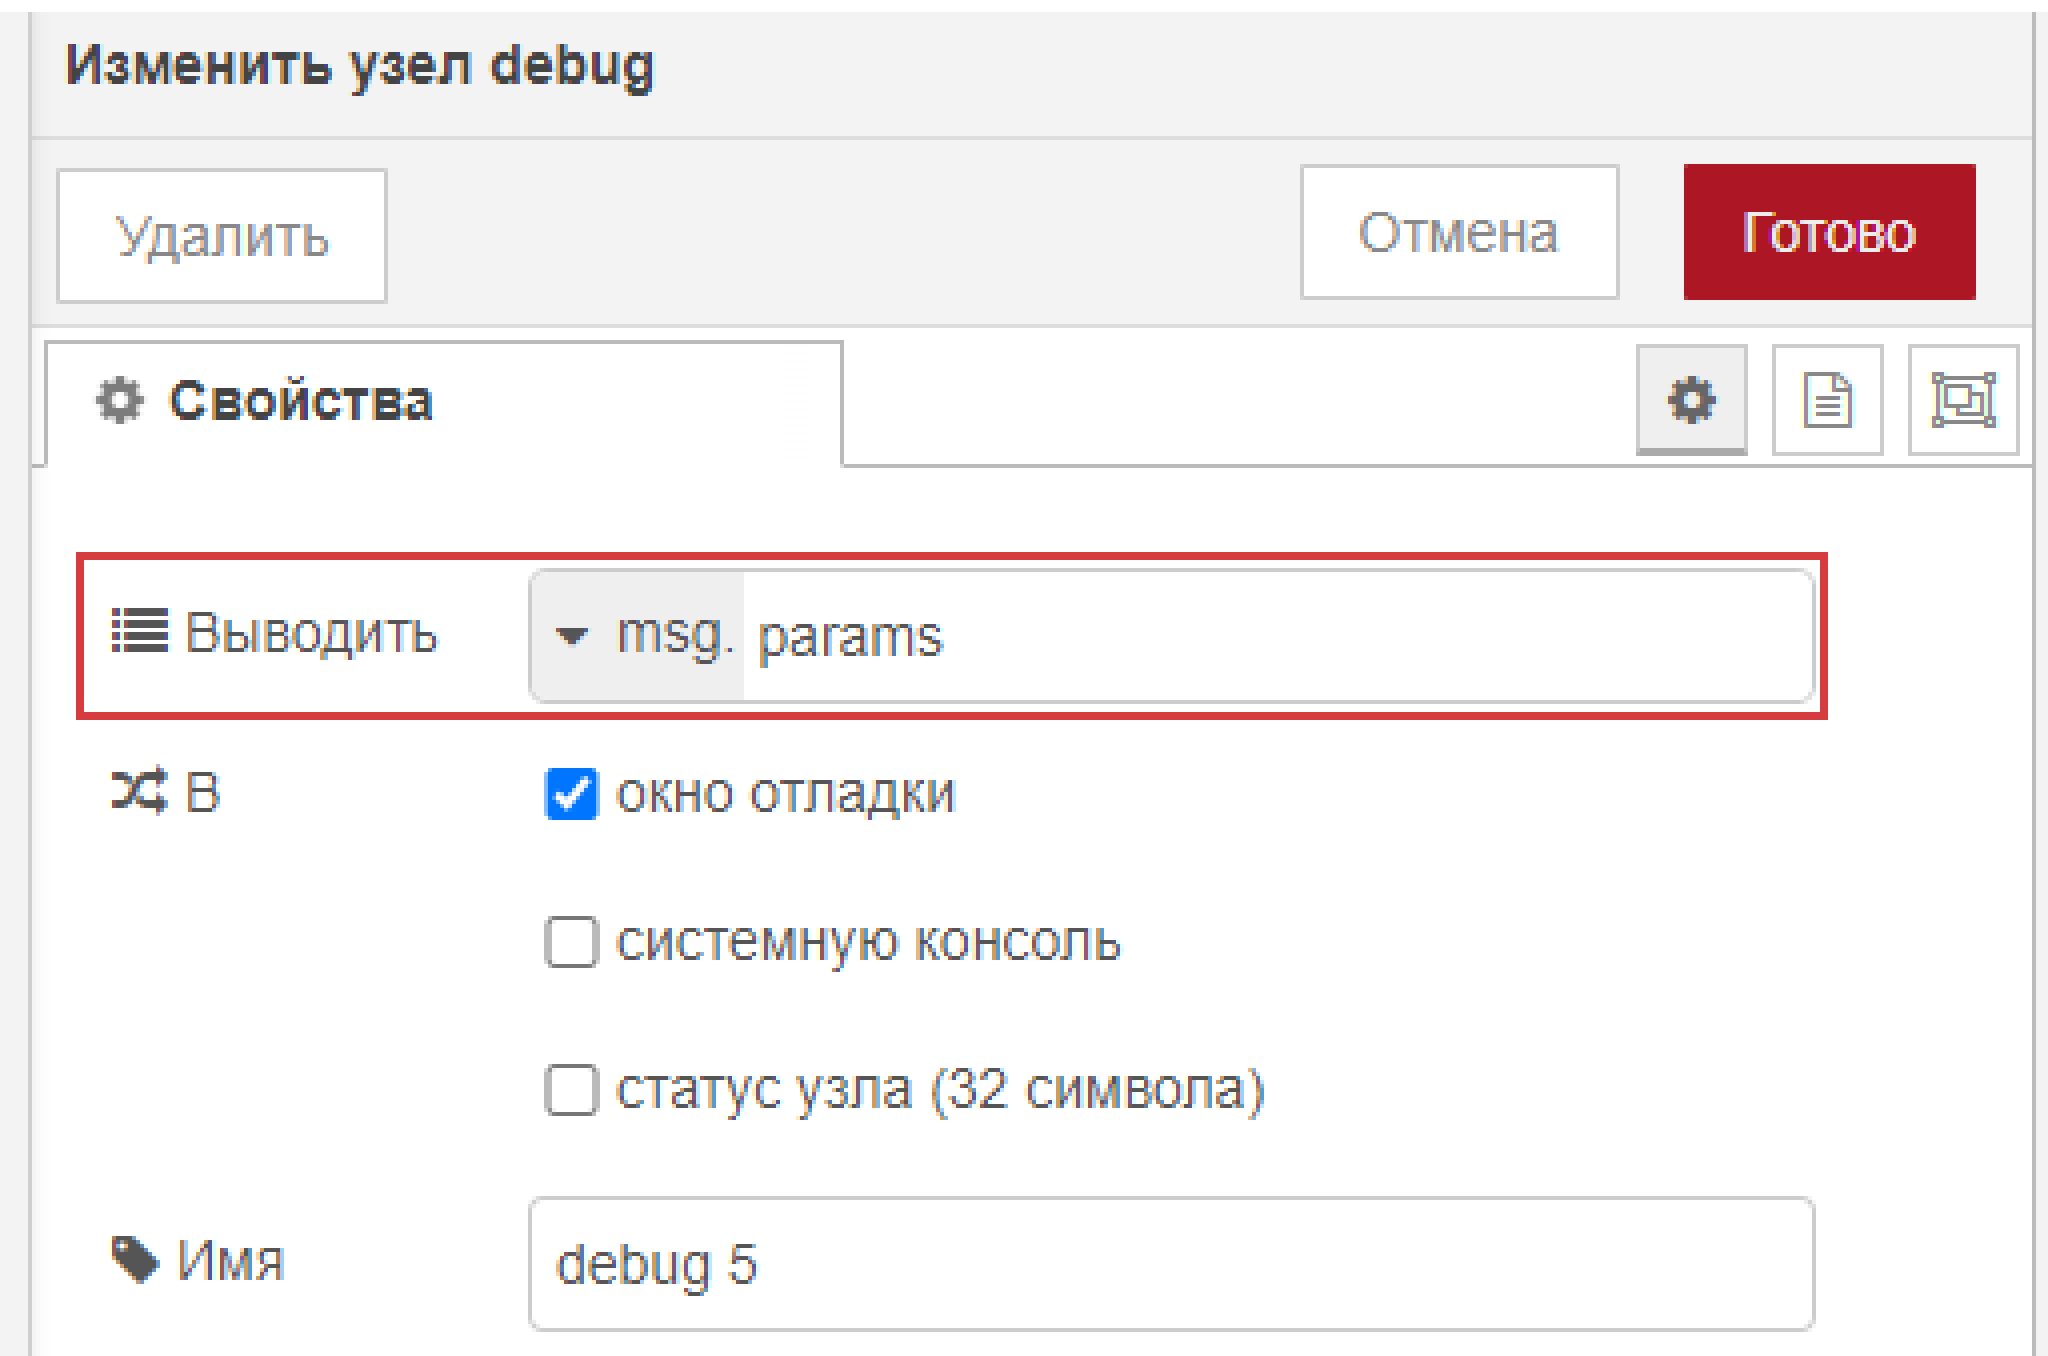 Изменить узел debug
Удалить
Отмена
Готово
Свойства
Выводить
msg. params
В
окно отладки
системную консоль
статус узла (32 символа)
Имя
debug 5